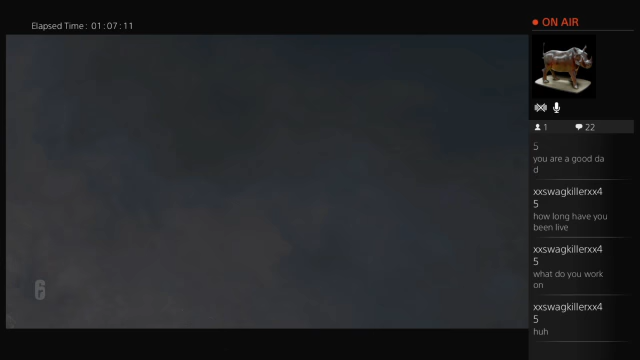 Elapsed Time : 01:07:11
ON AIR
1
22
5
you are a good da
d
xxswagkillerxx4
5
how long have you
been live
xxswagkillerxx4
5
what do you work
on
xxswagkillerxx4
5
huh
6